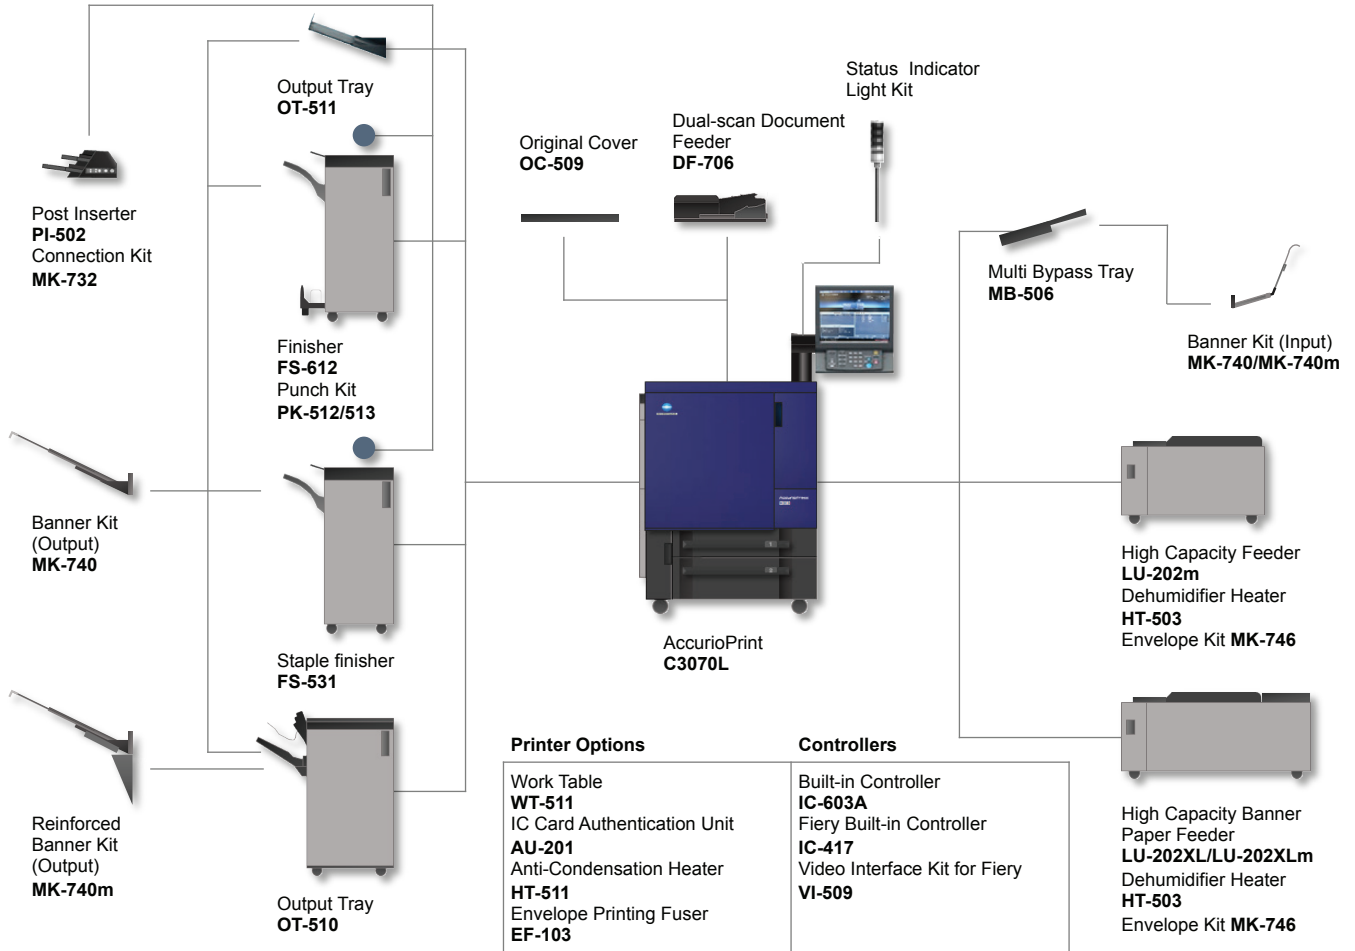 Output Tray
OT-511
Post Inserter
PI-502
Connection Kit
MK-732
Finisher
FS-612
Punch Kit
PK-512/513
Banner Kit
(Output)
MK-740
Staple finisher
FS-531
Reinforced
Banner Kit
(Output)
MK-740m
Output Tray
OT-510
Original Cover
OC-509
Dual-scan Document
Feeder
DF-706
Status Indicator
Light Kit
AccurioPrint
C3070L
Multi Bypass Tray
MB-506
Banner Kit (Input)
MK-740/MK-740m
High Capacity Feeder
LU-202m
Dehumidifier Heater
HT-503
Envelope Kit MK-746
High Capacity Banner
Paper Feeder
LU-202XL/LU-202XLm
Dehumidifier Heater
HT-503
Envelope Kit MK-746
Printer Options
Work Table
WT-511
IC Card Authentication Unit
AU-201
Anti-Condensation Heater
HT-511
Envelope Printing Fuser
EF-103
Controllers
Built-in Controller
IC-603A
Fiery Built-in Controller
IC-417
Video Interface Kit for Fiery
VI-509